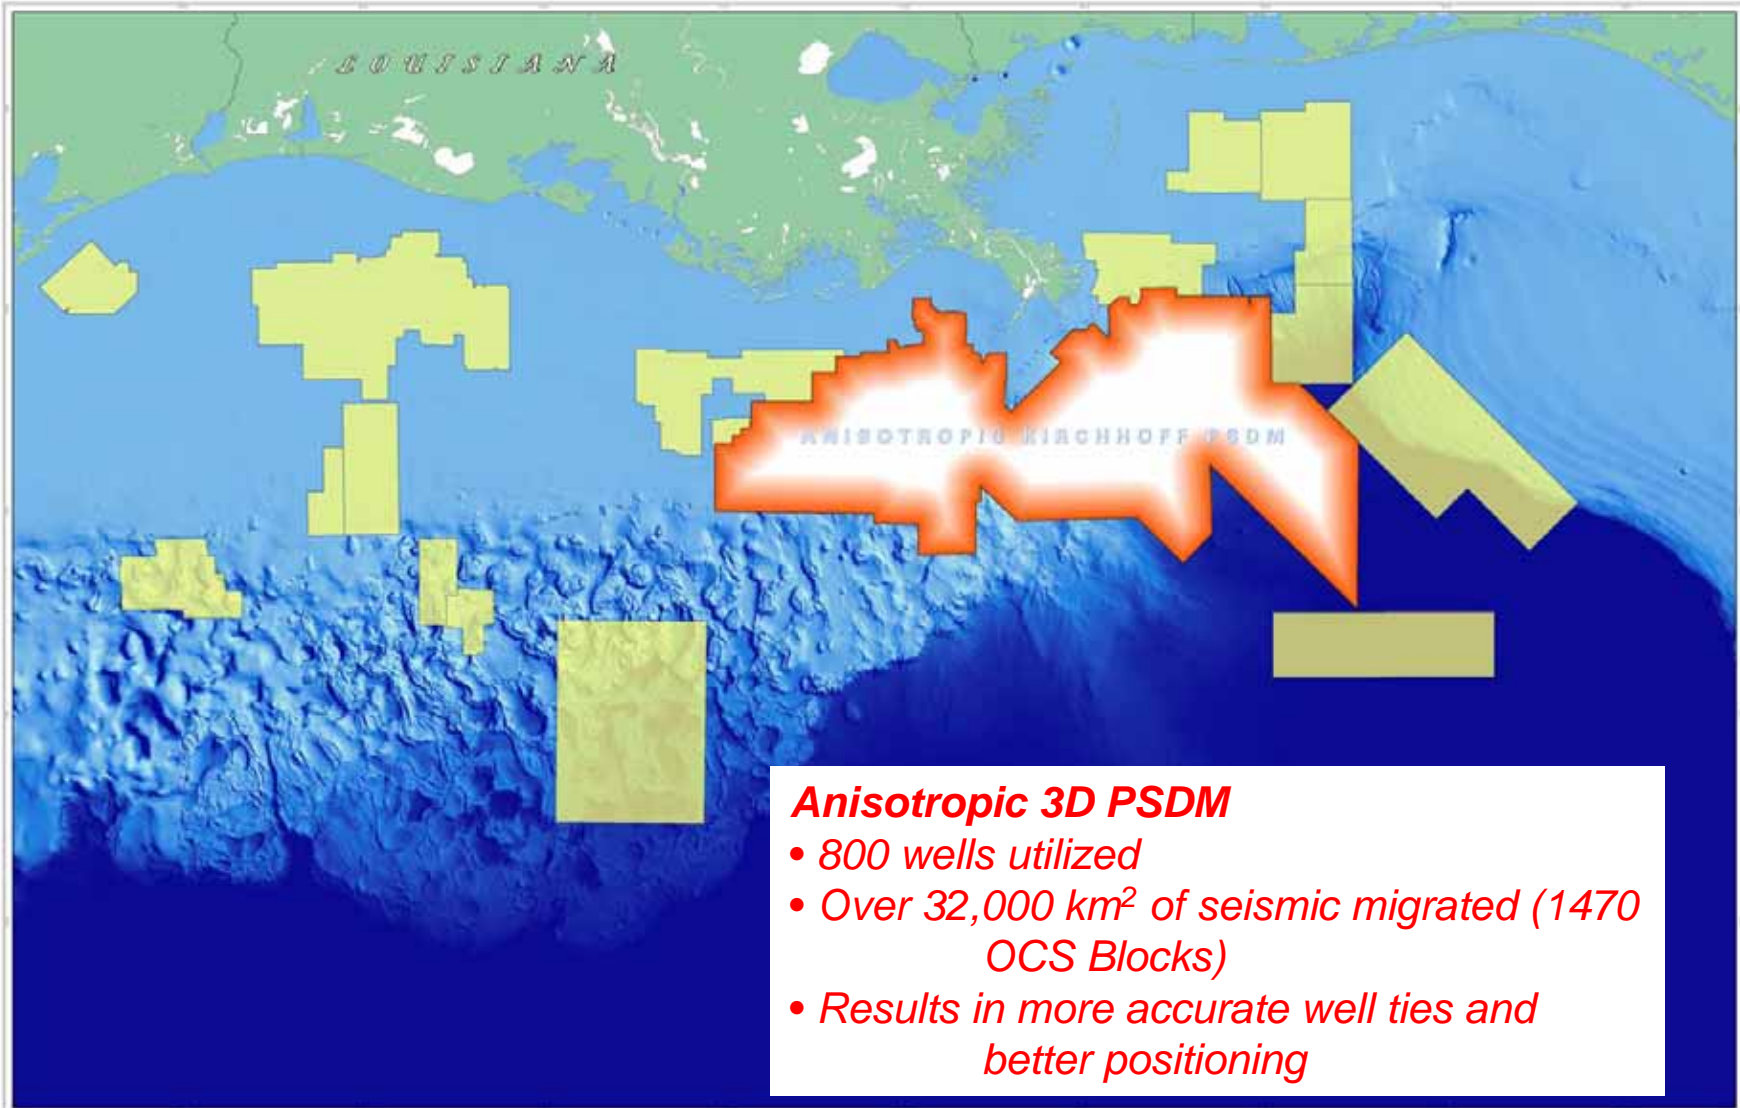 LOUISIANA
ANISOTROPIC KIRCHHOFF PSDM
Anisotropic 3D PSDM
• 800 wells utilized
• Over 32,000 km² of seismic migrated (1470
OCS Blocks)
• Results in more accurate well ties and
better positioning